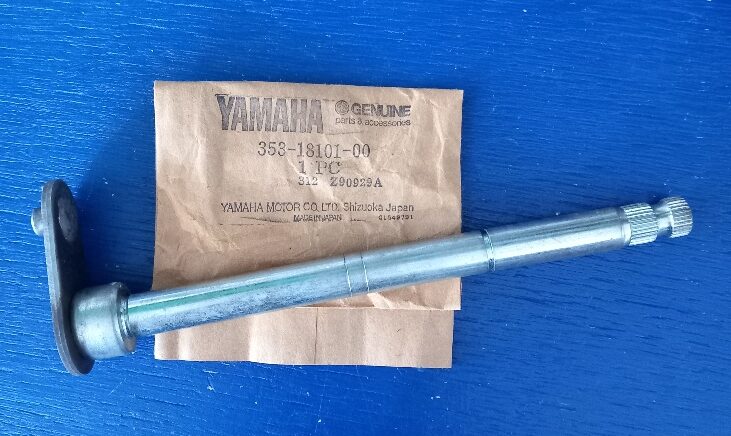 YAMAHA GENUINE
parts & accessories
353-18101-00
1 PC
312 Z90929A
YAMAHA MOTOR CO., LTD. Shizuoka Japan
MADE IN JAPAN